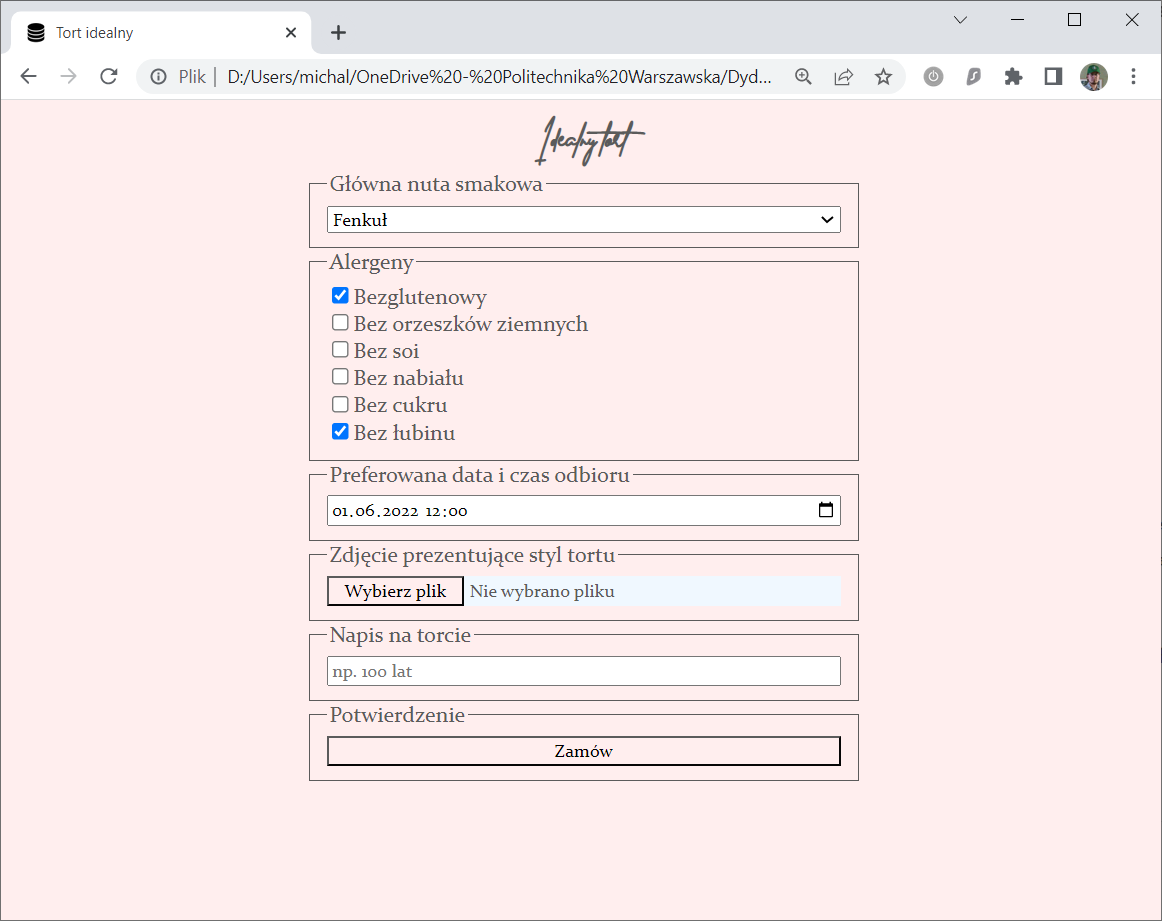 Tort idealny
Plik | D:/Users/michal/OneDrive%20-%20Politechnika%20Warszawska/Dyd...
Idealny tort
Główna nuta smakowa
Fenkuł
Alergeny
Bezglutenowy
Bez orzeszków ziemnych
Bez soi
Bez nabiału
Bez cukru
Bez łubinu
Preferowana data i czas odbioru
01.06.2022 12:00
Zdjęcie prezentujące styl tortu
Wybierz plik Nie wybrano pliku
Napis na torcie
np. 100 lat
Potwierdzenie
Zamów